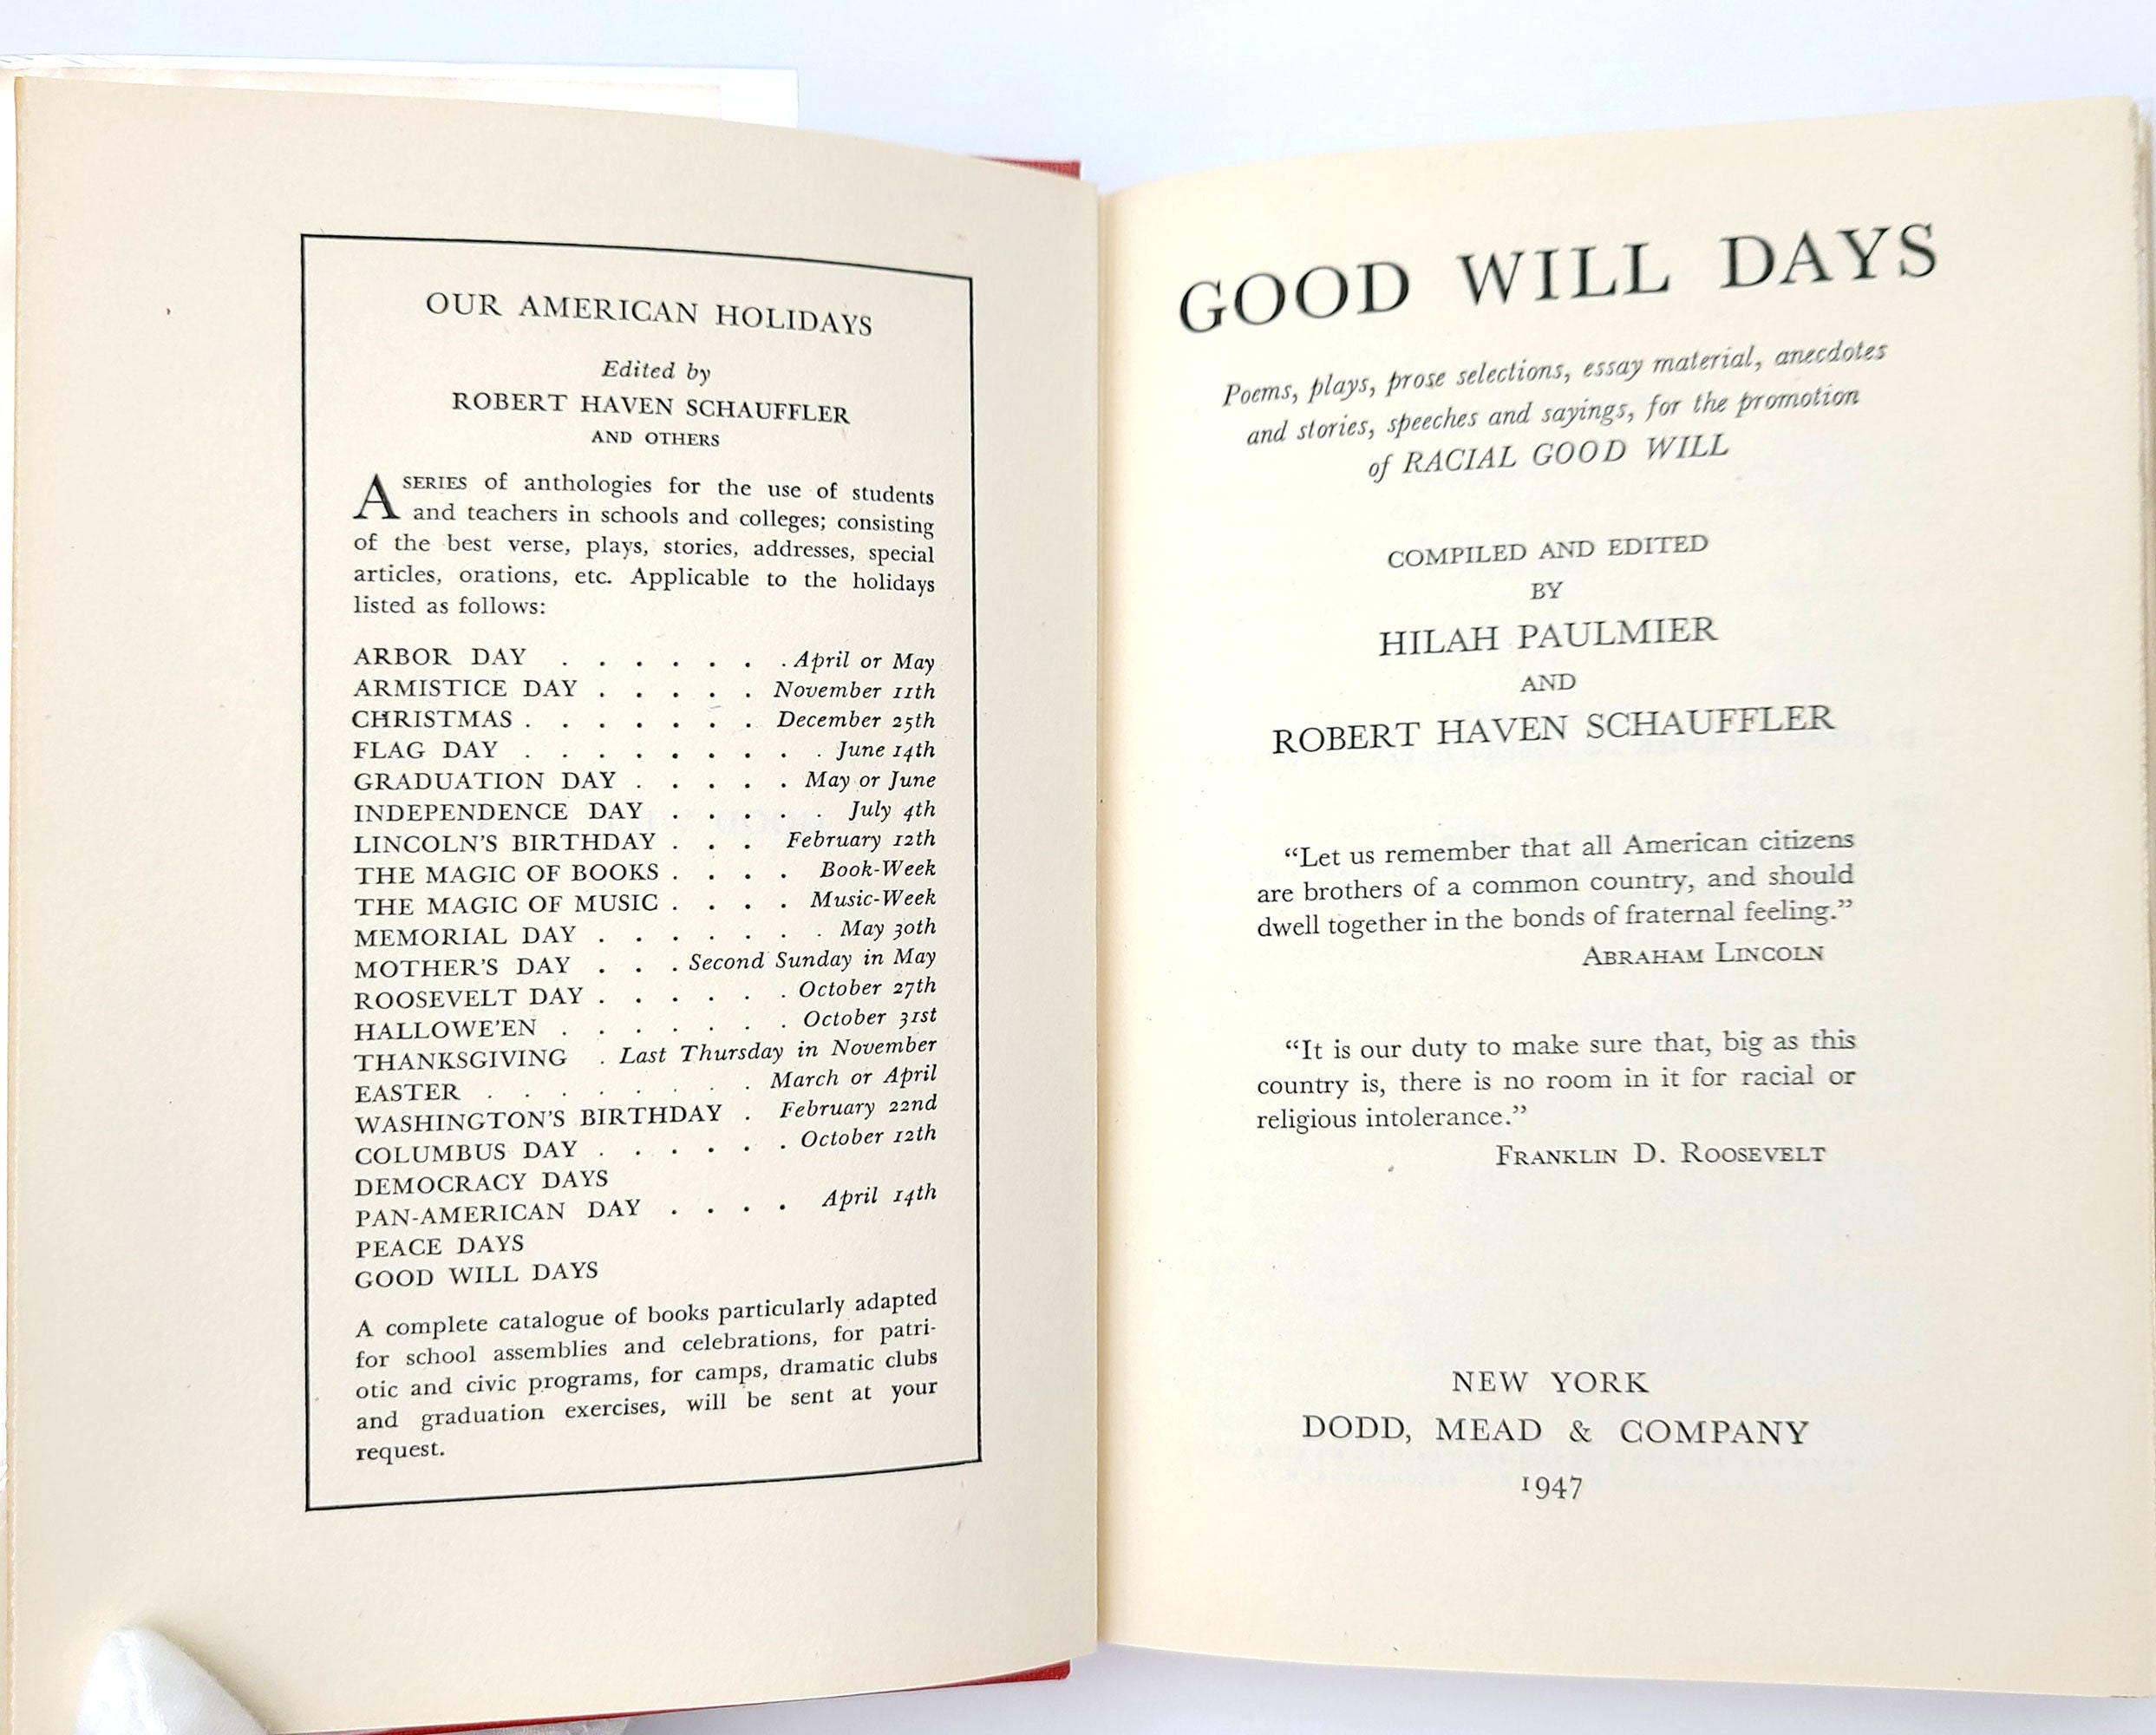 OUR AMERICAN HOLIDAYS
Edited by
ROBERT HAVEN SCHAUFFLER
AND OTHERS
A SERIES of anthologies for the use of students
and teachers in schools and colleges; consisting
of the best verse, plays, stories, addresses, special
articles, orations, etc. Applicable to the holidays
listed as follows:
ARBOR DAY . . . . . . . April or May
ARMISTICE DAY . . . . . November 11th
CHRISTMAS . . . . . . . December 25th
FLAG DAY . . . . . . . . . June 14th
GRADUATION DAY . . . . . May or June
INDEPENDENCE DAY . . . . . July 4th
LINCOLN'S BIRTHDAY . . . February 12th
THE MAGIC OF BOOKS . . . . Book-Week
THE MAGIC OF MUSIC . . . . Music-Week
MEMORIAL DAY . . . . . . . May 30th
MOTHER'S DAY . . . Second Sunday in May
ROOSEVELT DAY . . . . . . October 27th
HALLOWE'EN . . . . . . . October 31st
THANKSGIVING . Last Thursday in November
EASTER . . . . . . . . March or April
WASHINGTON'S BIRTHDAY . February 22nd
COLUMBUS DAY . . . . . . October 12th
DEMOCRACY DAYS
PAN-AMERICAN DAY . . . . April 14th
PEACE DAYS
GOOD WILL DAYS
A complete catalogue of books particularly adapted
for school assemblies and celebrations, for patri-
otic and civic programs, for camps, dramatic clubs
and graduation exercises, will be sent at your
request.
GOOD WILL DAYS
Poems, plays, prose selections, essay material, anecdotes
and stories, speeches and sayings, for the promotion
of RACIAL GOOD WILL
COMPILED AND EDITED
BY
HILAH PAULMIER
AND
ROBERT HAVEN SCHAUFFLER
“Let us remember that all American citizens
are brothers of a common country, and should
dwell together in the bonds of fraternal feeling.”
ABRAHAM LINCOLN
“It is our duty to make sure that, big as this
country is, there is no room in it for racial or
religious intolerance.”
FRANKLIN D. ROOSEVELT
NEW YORK
DODD, MEAD & COMPANY
1947